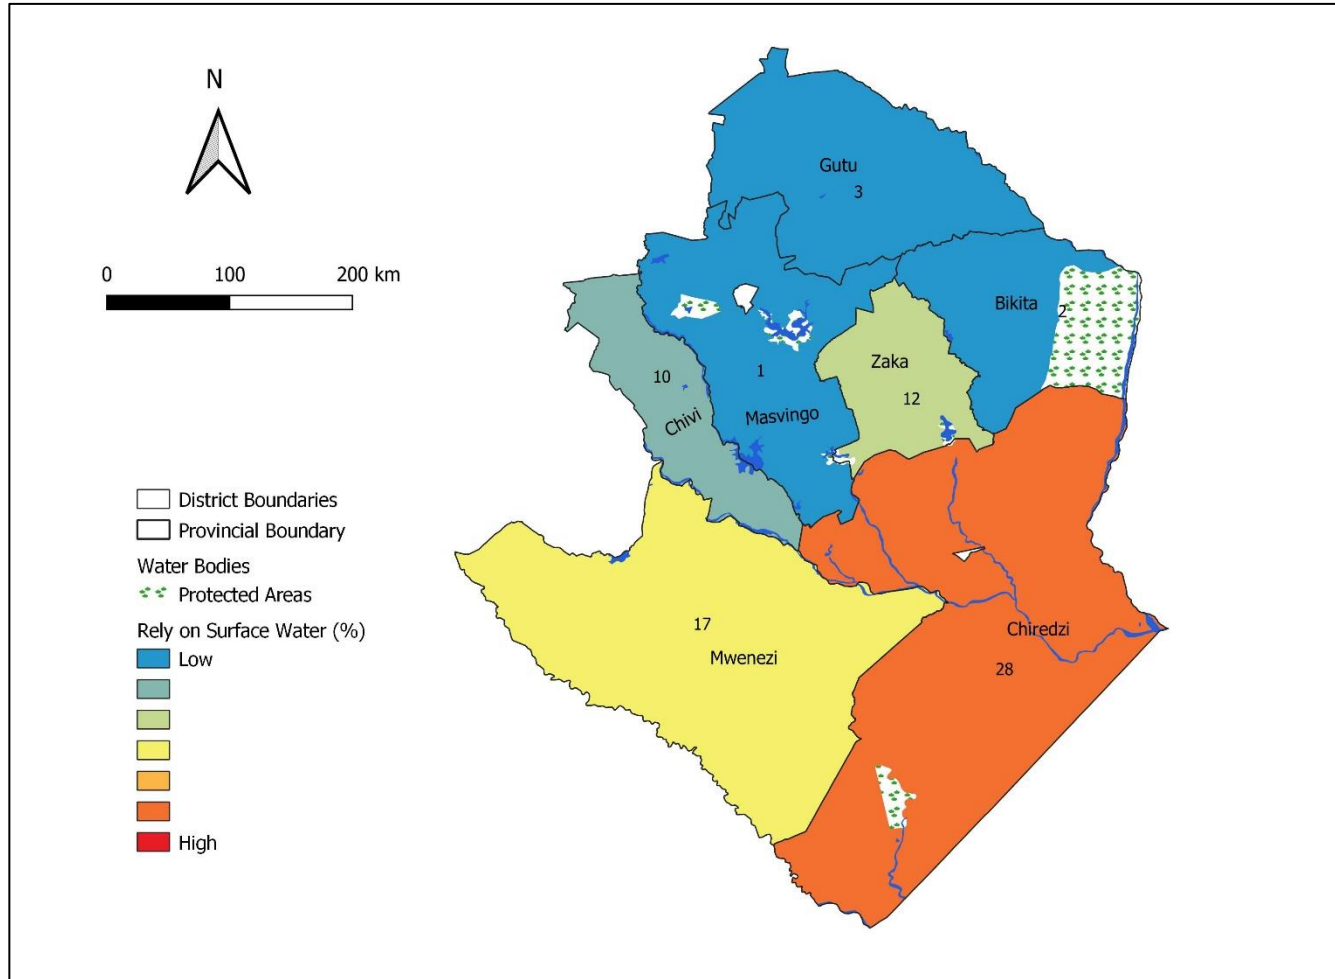 N
0 100 200 km
Gutu
3
Bikita
2
Zaka
12
10
Chivi
1
Masvingo
17
Mwenezi
Chiredzi
28
District Boundaries
Provincial Boundary
Water Bodies
Protected Areas
Rely on Surface Water (%)
Low
High